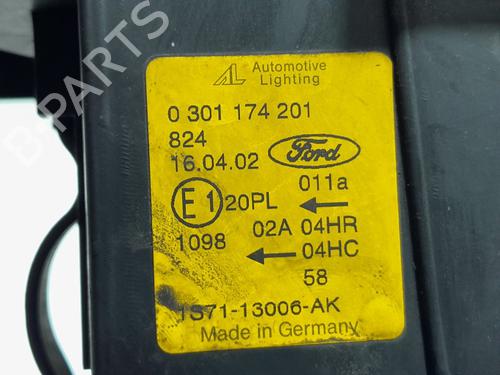 AL Automotive
Lighting
0 301 174 201
824
16.04.02
Ford
011a
E1 20PL ←
1098 02A 04HR
← 04HC
58
1S71-13006-AK
Made in Germany
B-PARTS